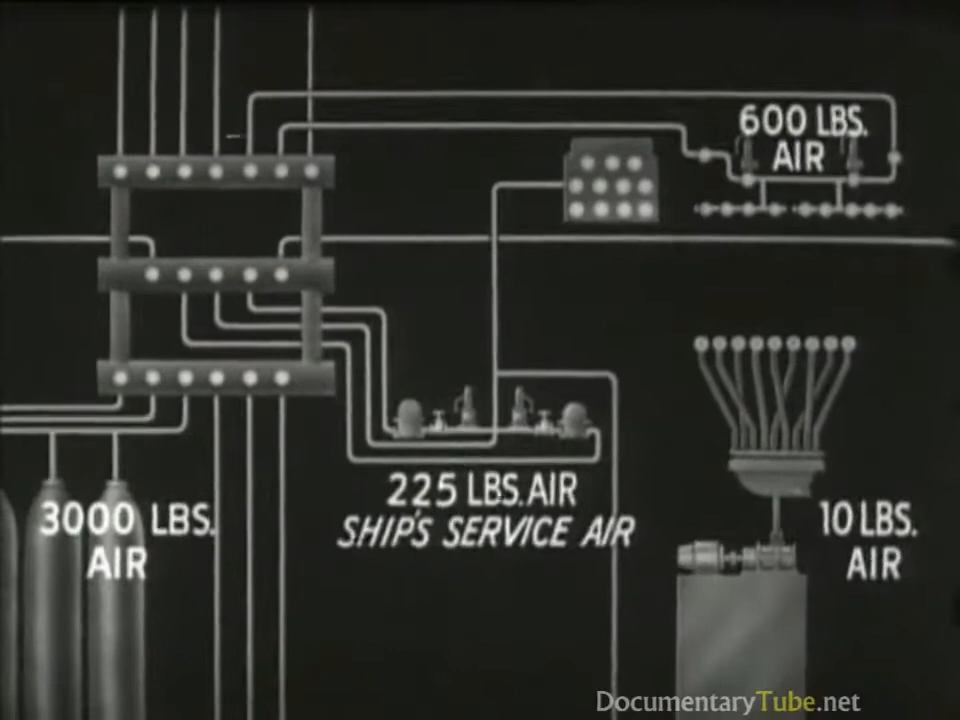 600 LBS.
AIR
225 LBS. AIR
SHIP'S SERVICE AIR
3000 LBS.
AIR
10 LBS.
AIR
DocumentaryTube.net